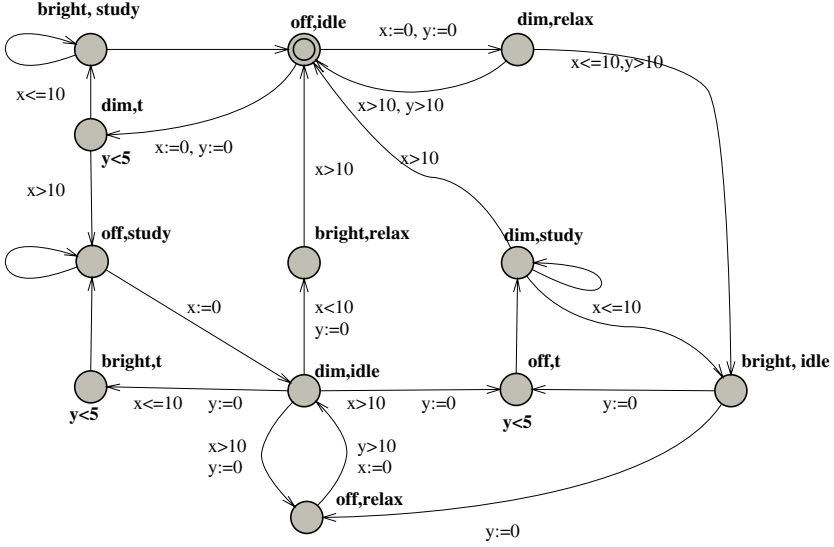 bright, study
off,idle
dim,relax
x:=0, y:=0
x<=10,y>10
x<=10
dim,t
x>10, y>10
x:=0, y:=0
y<5
x>10
x>10
x>10
off,study
bright,relax
dim,study
x:=0
x<10
y:=0
x<=10
bright,t
dim,idle
off,t
bright, idle
y<5
x<=10
y:=0
x>10
y:=0
y<5
y:=0
x>10
y:=0
y>10
x:=0
off,relax
y:=0